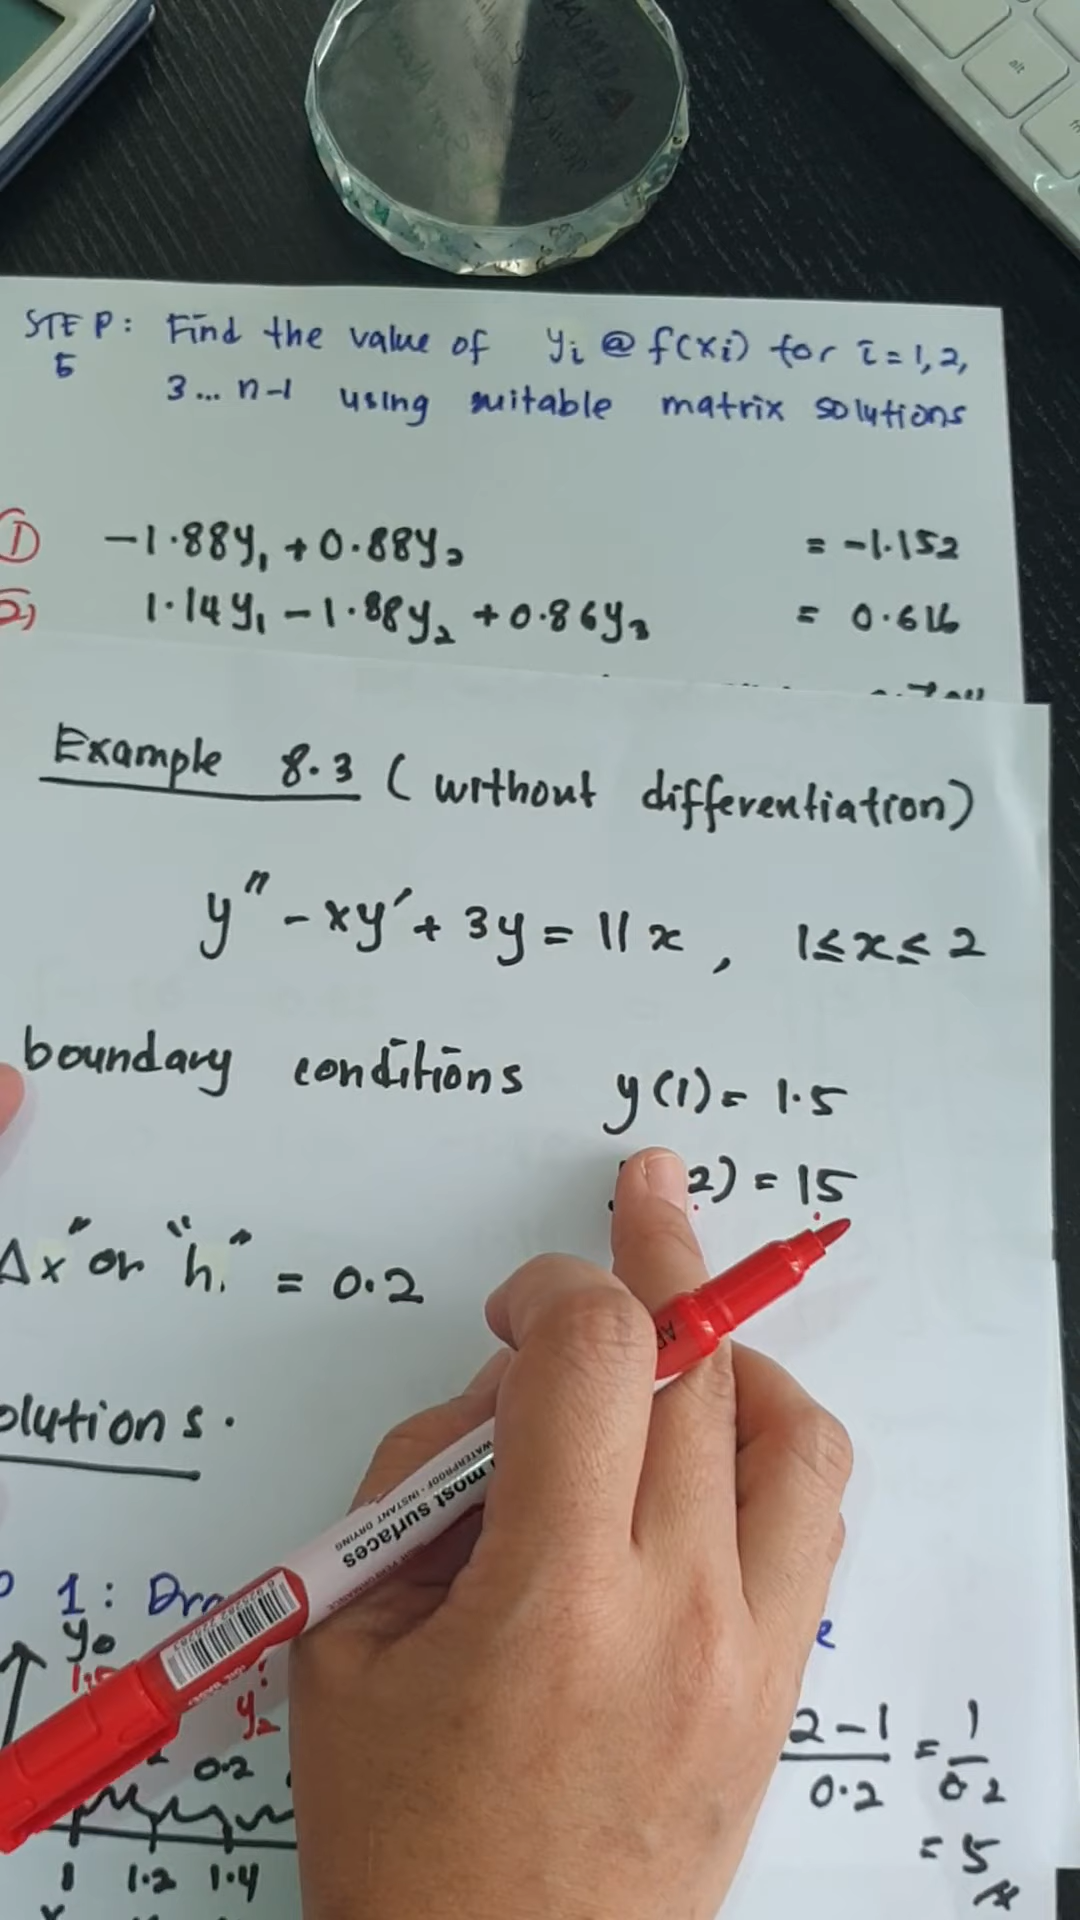 STEP : Find the value of yi @ f(xi) for i = 1, 2,
5 3 ... n-1 using suitable matrix solutions
① -1.88y₁ + 0.88y₂ = -1.152
② 1.14y₁ - 1.88y₂ + 0.86y₃ = 0.616
Example 8.3 (without differentiation)
y" - xy' + 3y = 11x , 1 ≤ x ≤ 2
boundary conditions y(1) = 1.5
2) = 15
Δx" or "h" = 0.2
olutions.
1 :
y₀
y₂
0.2
1 1.2 1.4
2-1 / 0.2 = 1 / 0.2
= 5
most surfaces
WATERPROOF · INSTANT DRYING
alt